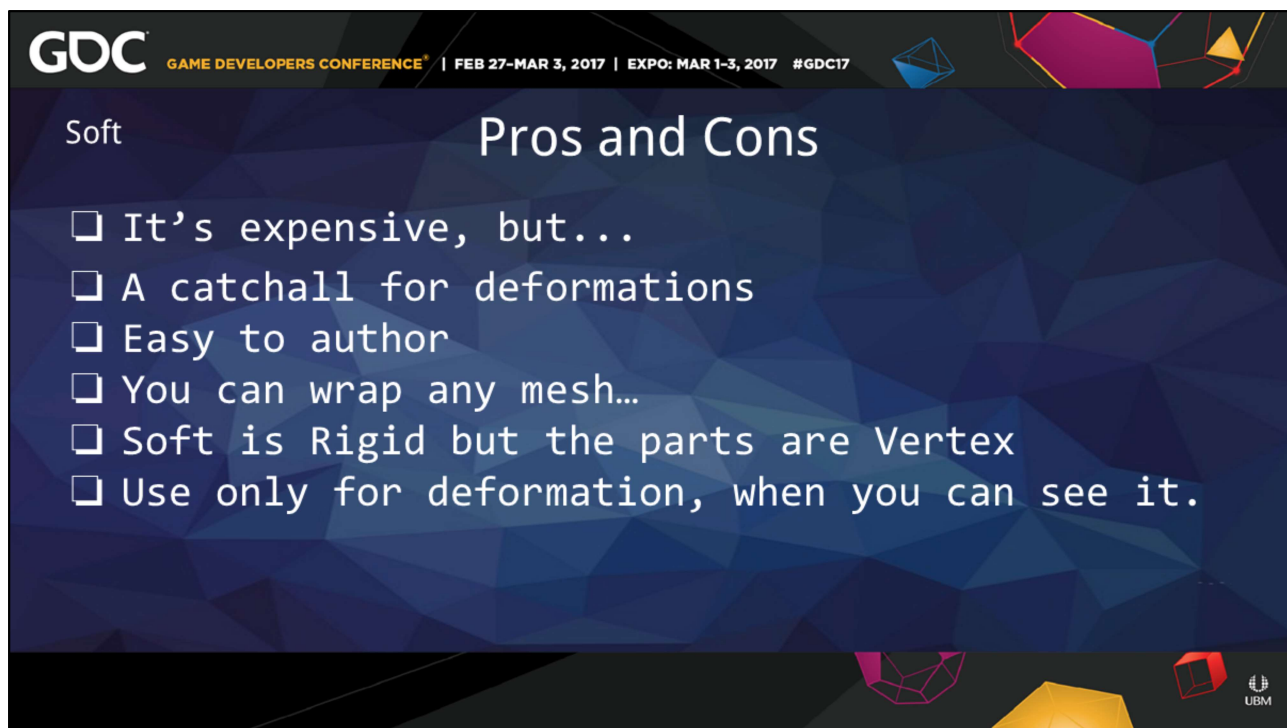 GDC GAME DEVELOPERS CONFERENCE® | FEB 27–MAR 3, 2017 | EXPO: MAR 1–3, 2017 #GDC17
Soft
Pros and Cons
❏ It’s expensive, but...
❏ A catchall for deformations
❏ Easy to author
❏ You can wrap any mesh…
❏ Soft is Rigid but the parts are Vertex
❏ Use only for deformation, when you can see it.
UBM